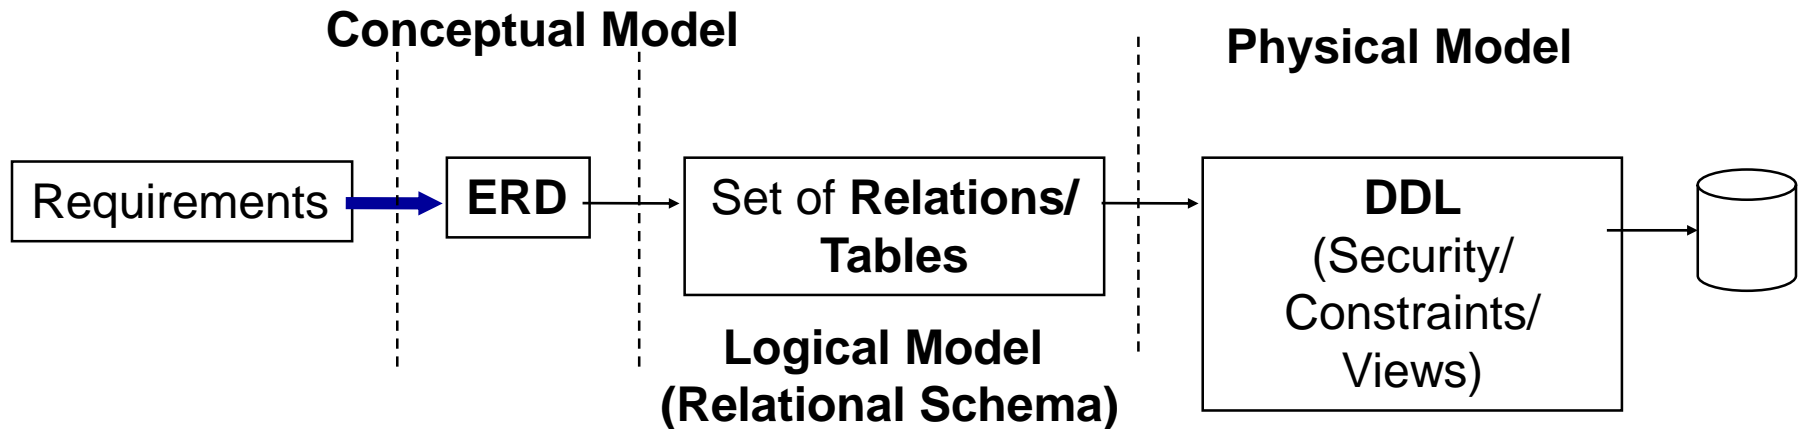 Conceptual Model
Physical Model
Requirements
ERD
Set of Relations/
Tables
DDL
(Security/
Constraints/
Views)
Logical Model
(Relational Schema)